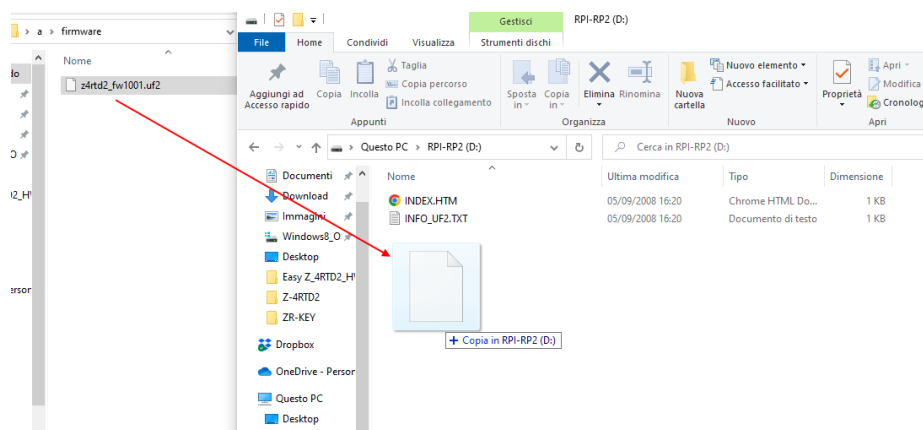 a > firmware
Nome
z4rtd2_fw1001.uf2
Gestisci
RPI-RP2 (D:)
File
Home
Condividi
Visualizza
Strumenti dischi
Aggiungi ad
Accesso rapido
Copia
Incolla
Taglia
Copia percorso
Incolla collegamento
Appunti
Sposta
in
Copia
in
Elimina
Rinomina
Organizza
Nuova
cartella
Nuovo elemento
Accesso facilitato
Nuovo
Proprietà
Apri
Modifica
Cronolog
Apri
Questo PC > RPI-RP2 (D:)
Cerca in RPI-RP2 (D:)
Documenti
Download
Immagini
Windows8_O
Desktop
Easy Z_4RTD2_H
Z-4RTD2
ZR-KEY
Dropbox
OneDrive - Person
Questo PC
Desktop
Nome
Ultima modifica
Tipo
Dimensione
INDEX.HTM
05/09/2008 16:20
Chrome HTML Do...
1 KB
INFO_UF2.TXT
05/09/2008 16:20
Documento di testo
1 KB
+ Copia in RPI-RP2 (D:)